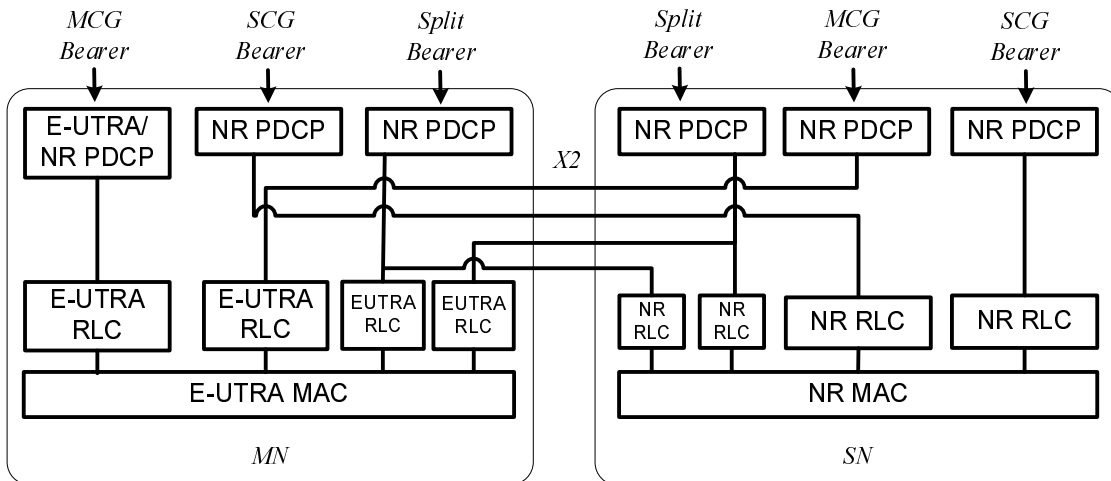 MCG Bearer
SCG Bearer
Split Bearer
Split Bearer
MCG Bearer
SCG Bearer
E-UTRA/ NR PDCP
NR PDCP
NR PDCP
NR PDCP
NR PDCP
NR PDCP
X2
E-UTRA RLC
E-UTRA RLC
EUTRA RLC
EUTRA RLC
NR RLC
NR RLC
NR RLC
NR RLC
E-UTRA MAC
NR MAC
MN
SN